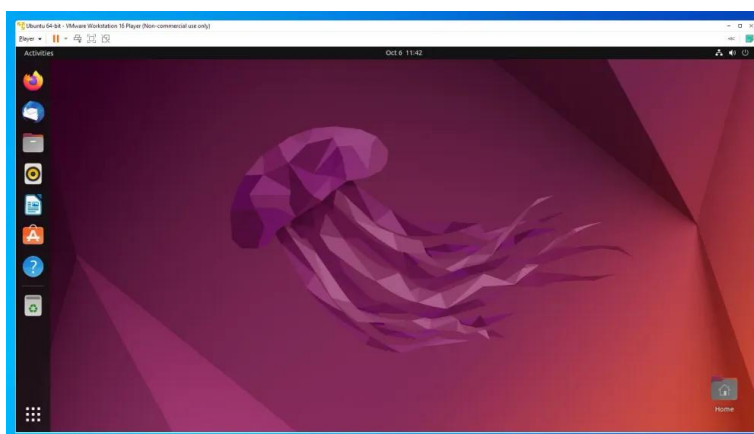 Ubuntu 64-bit - VMware Workstation 16 Player (Non-commercial use only)
Player
Activities
Oct 6 11:42
Home